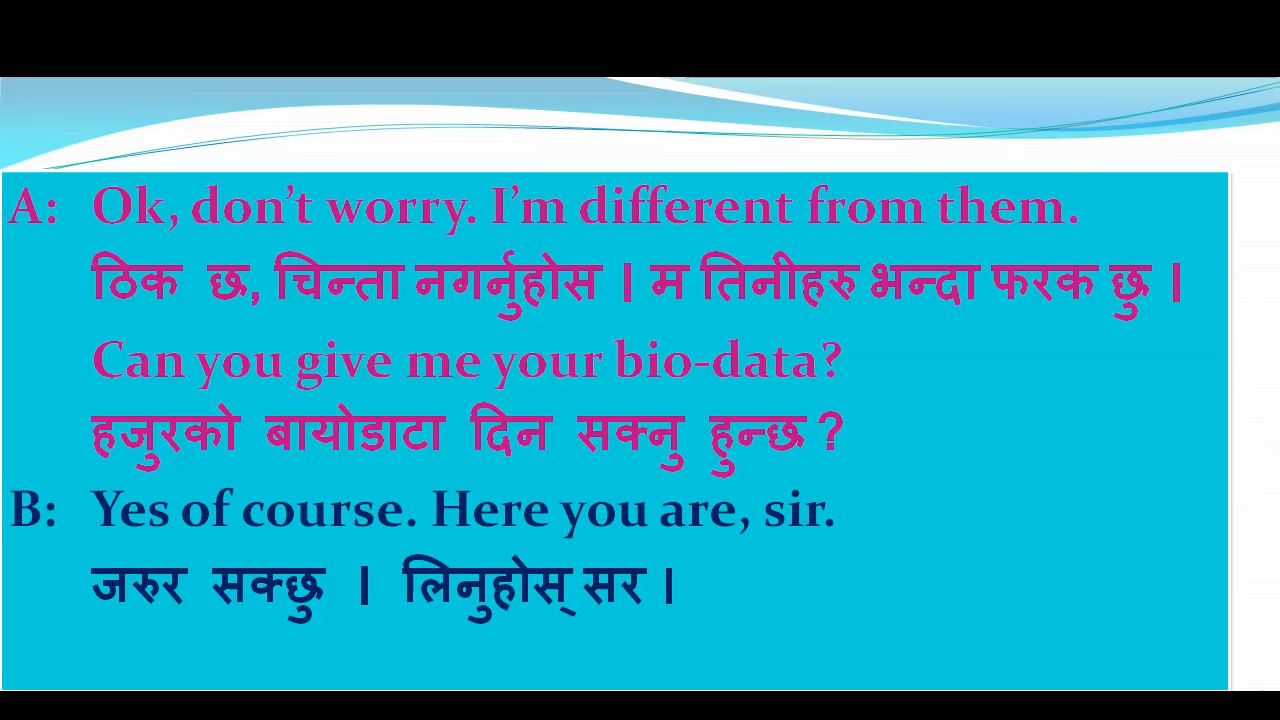 A: Ok, don’t worry. I’m different from them.
ठिक छ, चिन्ता नगर्नुहोस । म तिनीहरु भन्दा फरक छु ।
Can you give me your bio-data?
हजुरको बायोडाटा दिन सक्नु हुन्छ ?
B: Yes of course. Here you are, sir.
जरुर सक्छु । लिनुहोस् सर ।